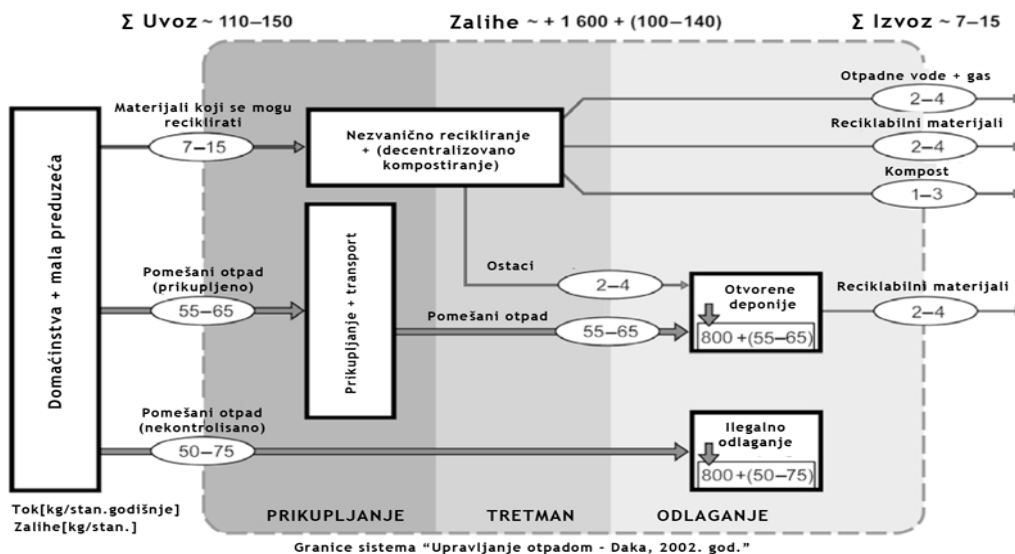 Σ Uvoz ~ 110–150
Zalihe ~ + 1 600 + (100–140)
Σ Izvoz ~ 7–15
Domaćinstva + mala preduzeća
Materijali koji se mogu
reciklirati
7–15
Nezvanično recikliranje
+ (decentralizovano
kompostiranje)
Otpadne vode + gas
2–4
Reciklabilni materijali
2–4
Kompost
1–3
Pomešani otpad
(prikupljeno)
55–65
Prikupljanje + transport
Ostaci
2–4
Pomešani otpad
55–65
Otvorene
deponije
800 +(55–65)
Reciklabilni materijali
2–4
Pomešani otpad
(nekontrolisano)
50–75
Ilegalno
odlaganje
800 +(50–75)
Tok[kg/stan.godišnje]
Zalihe[kg/stan.]
PRIKUPLJANJE
TRETMAN
ODLAGANJE
Granice sistema “Upravljanje otpadom - Daka, 2002. god.”